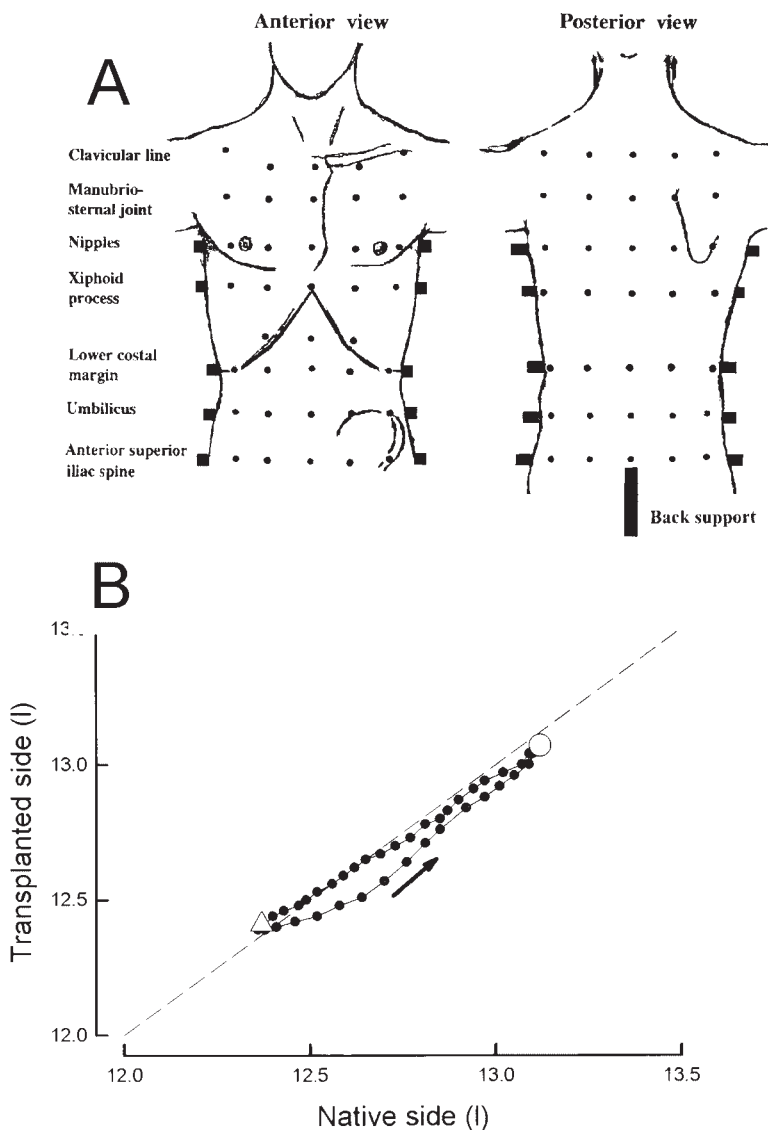 Anterior view
Posterior view
A
Clavicular line
Manubrio-
sternal joint
Nipples
Xiphoid
process
Lower costal
margin
Umbilicus
Anterior superior
iliac spine
Back support
B
13.0
12.5
12.0
Transplanted side (l)
12.0
12.5
13.0
13.5
Native side (l)